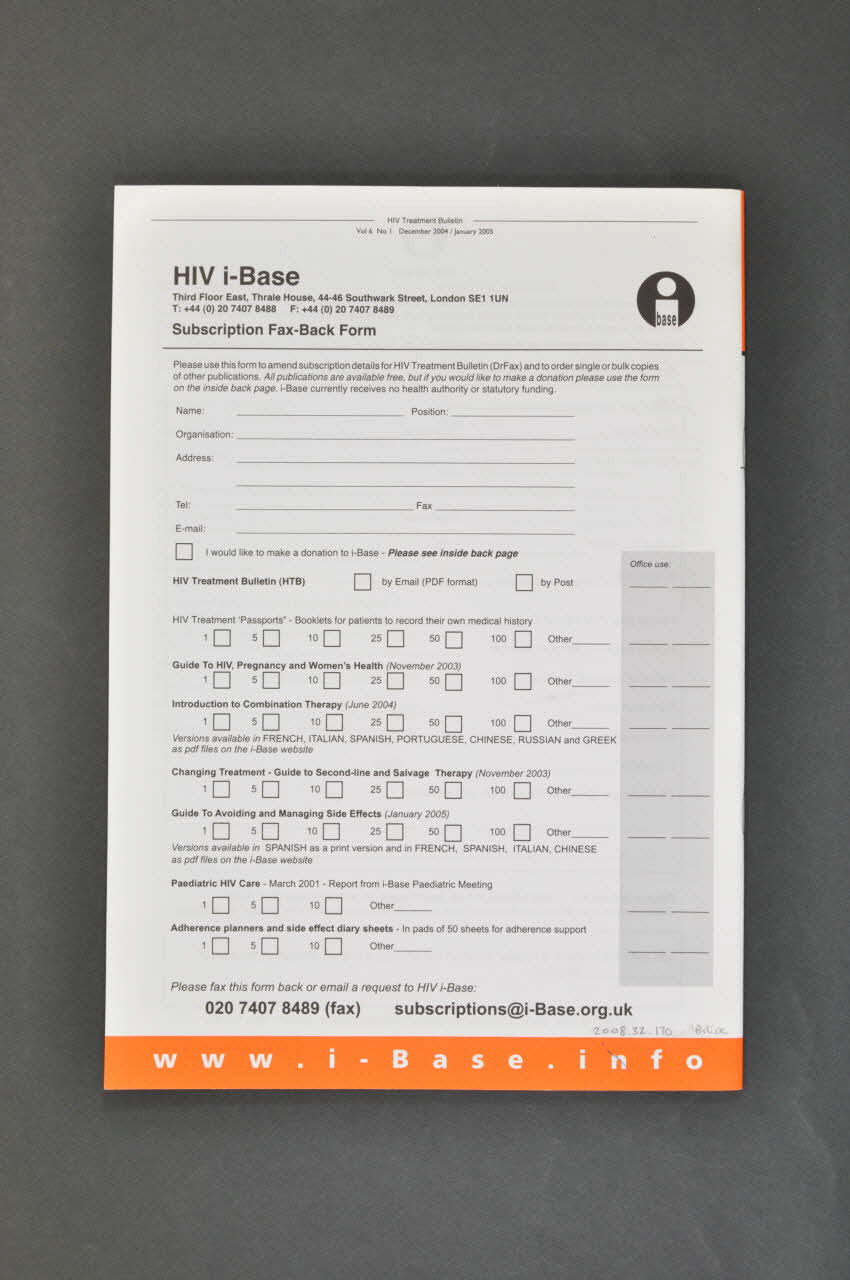 HIV Treatment Bulletin
Vol 6 No 1 December 2004 / January 2005
HIV i-Base
Third Floor East, Thrale House, 44-46 Southwark Street, London SE1 1UN
T: +44 (0) 20 7407 8488 F: +44 (0) 20 7407 8489
Subscription Fax-Back Form
i base
Please use this form to amend subscription details for HIV Treatment Bulletin (DrFax) and to order single or bulk copies
of other publications. All publications are available free, but if you would like to make a donation please use the form
on the inside back page. i-Base currently receives no health authority or statutory funding.
Name: Position:
Organisation:
Address:
Tel: Fax
E-mail:
I would like to make a donation to i-Base - Please see inside back page
Office use:
HIV Treatment Bulletin (HTB) by Email (PDF format) by Post
HIV Treatment 'Passports" - Booklets for patients to record their own medical history
1 5 10 25 50 100 Other
Guide To HIV, Pregnancy and Women's Health (November 2003)
1 5 10 25 50 100 Other
Introduction to Combination Therapy (June 2004)
1 5 10 25 50 100 Other
Versions available in FRENCH, ITALIAN, SPANISH, PORTUGUESE, CHINESE, RUSSIAN and GREEK
as pdf files on the i-Base website
Changing Treatment - Guide to Second-line and Salvage Therapy (November 2003)
1 5 10 25 50 100 Other
Guide To Avoiding and Managing Side Effects (January 2005)
1 5 10 25 50 100 Other
Versions available in SPANISH as a print version and in FRENCH, SPANISH, ITALIAN, CHINESE
as pdf files on the i-Base website
Paediatric HIV Care - March 2001 - Report from i-Base Paediatric Meeting
1 5 10 Other
Adherence planners and side effect diary sheets - In pads of 50 sheets for adherence support
1 5 10 Other
Please fax this form back or email a request to HIV i-Base:
020 7407 8489 (fax) subscriptions@i-Base.org.uk
2008.32.170
www.i-Base.info